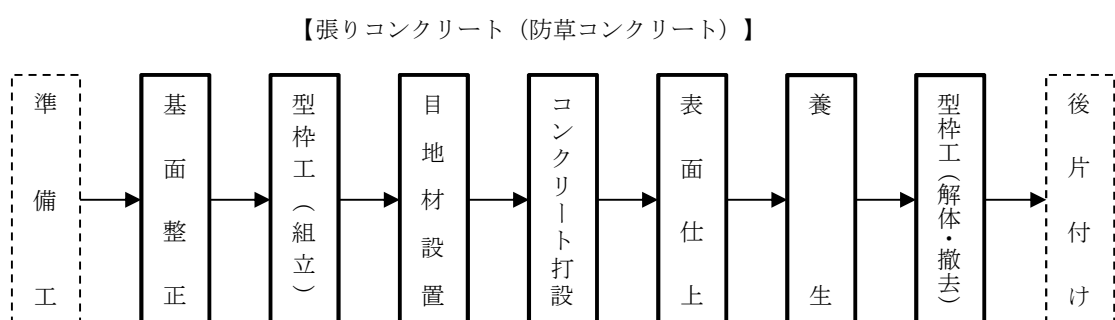 【張りコンクリート（防草コンクリート）】
準備工
基面整正
型枠工（組立）
目地材設置
コンクリート打設
表面仕上
養生
型枠工（解体・撤去）
後片付け